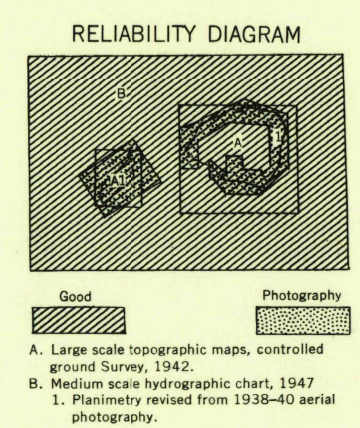 RELIABILITY DIAGRAM
B
A
1
A1
Good
Photography
A. Large scale topographic maps, controlled
ground Survey, 1942.
B. Medium scale hydrographic chart, 1947
1. Planimetry revised from 1938–40 aerial
photography.